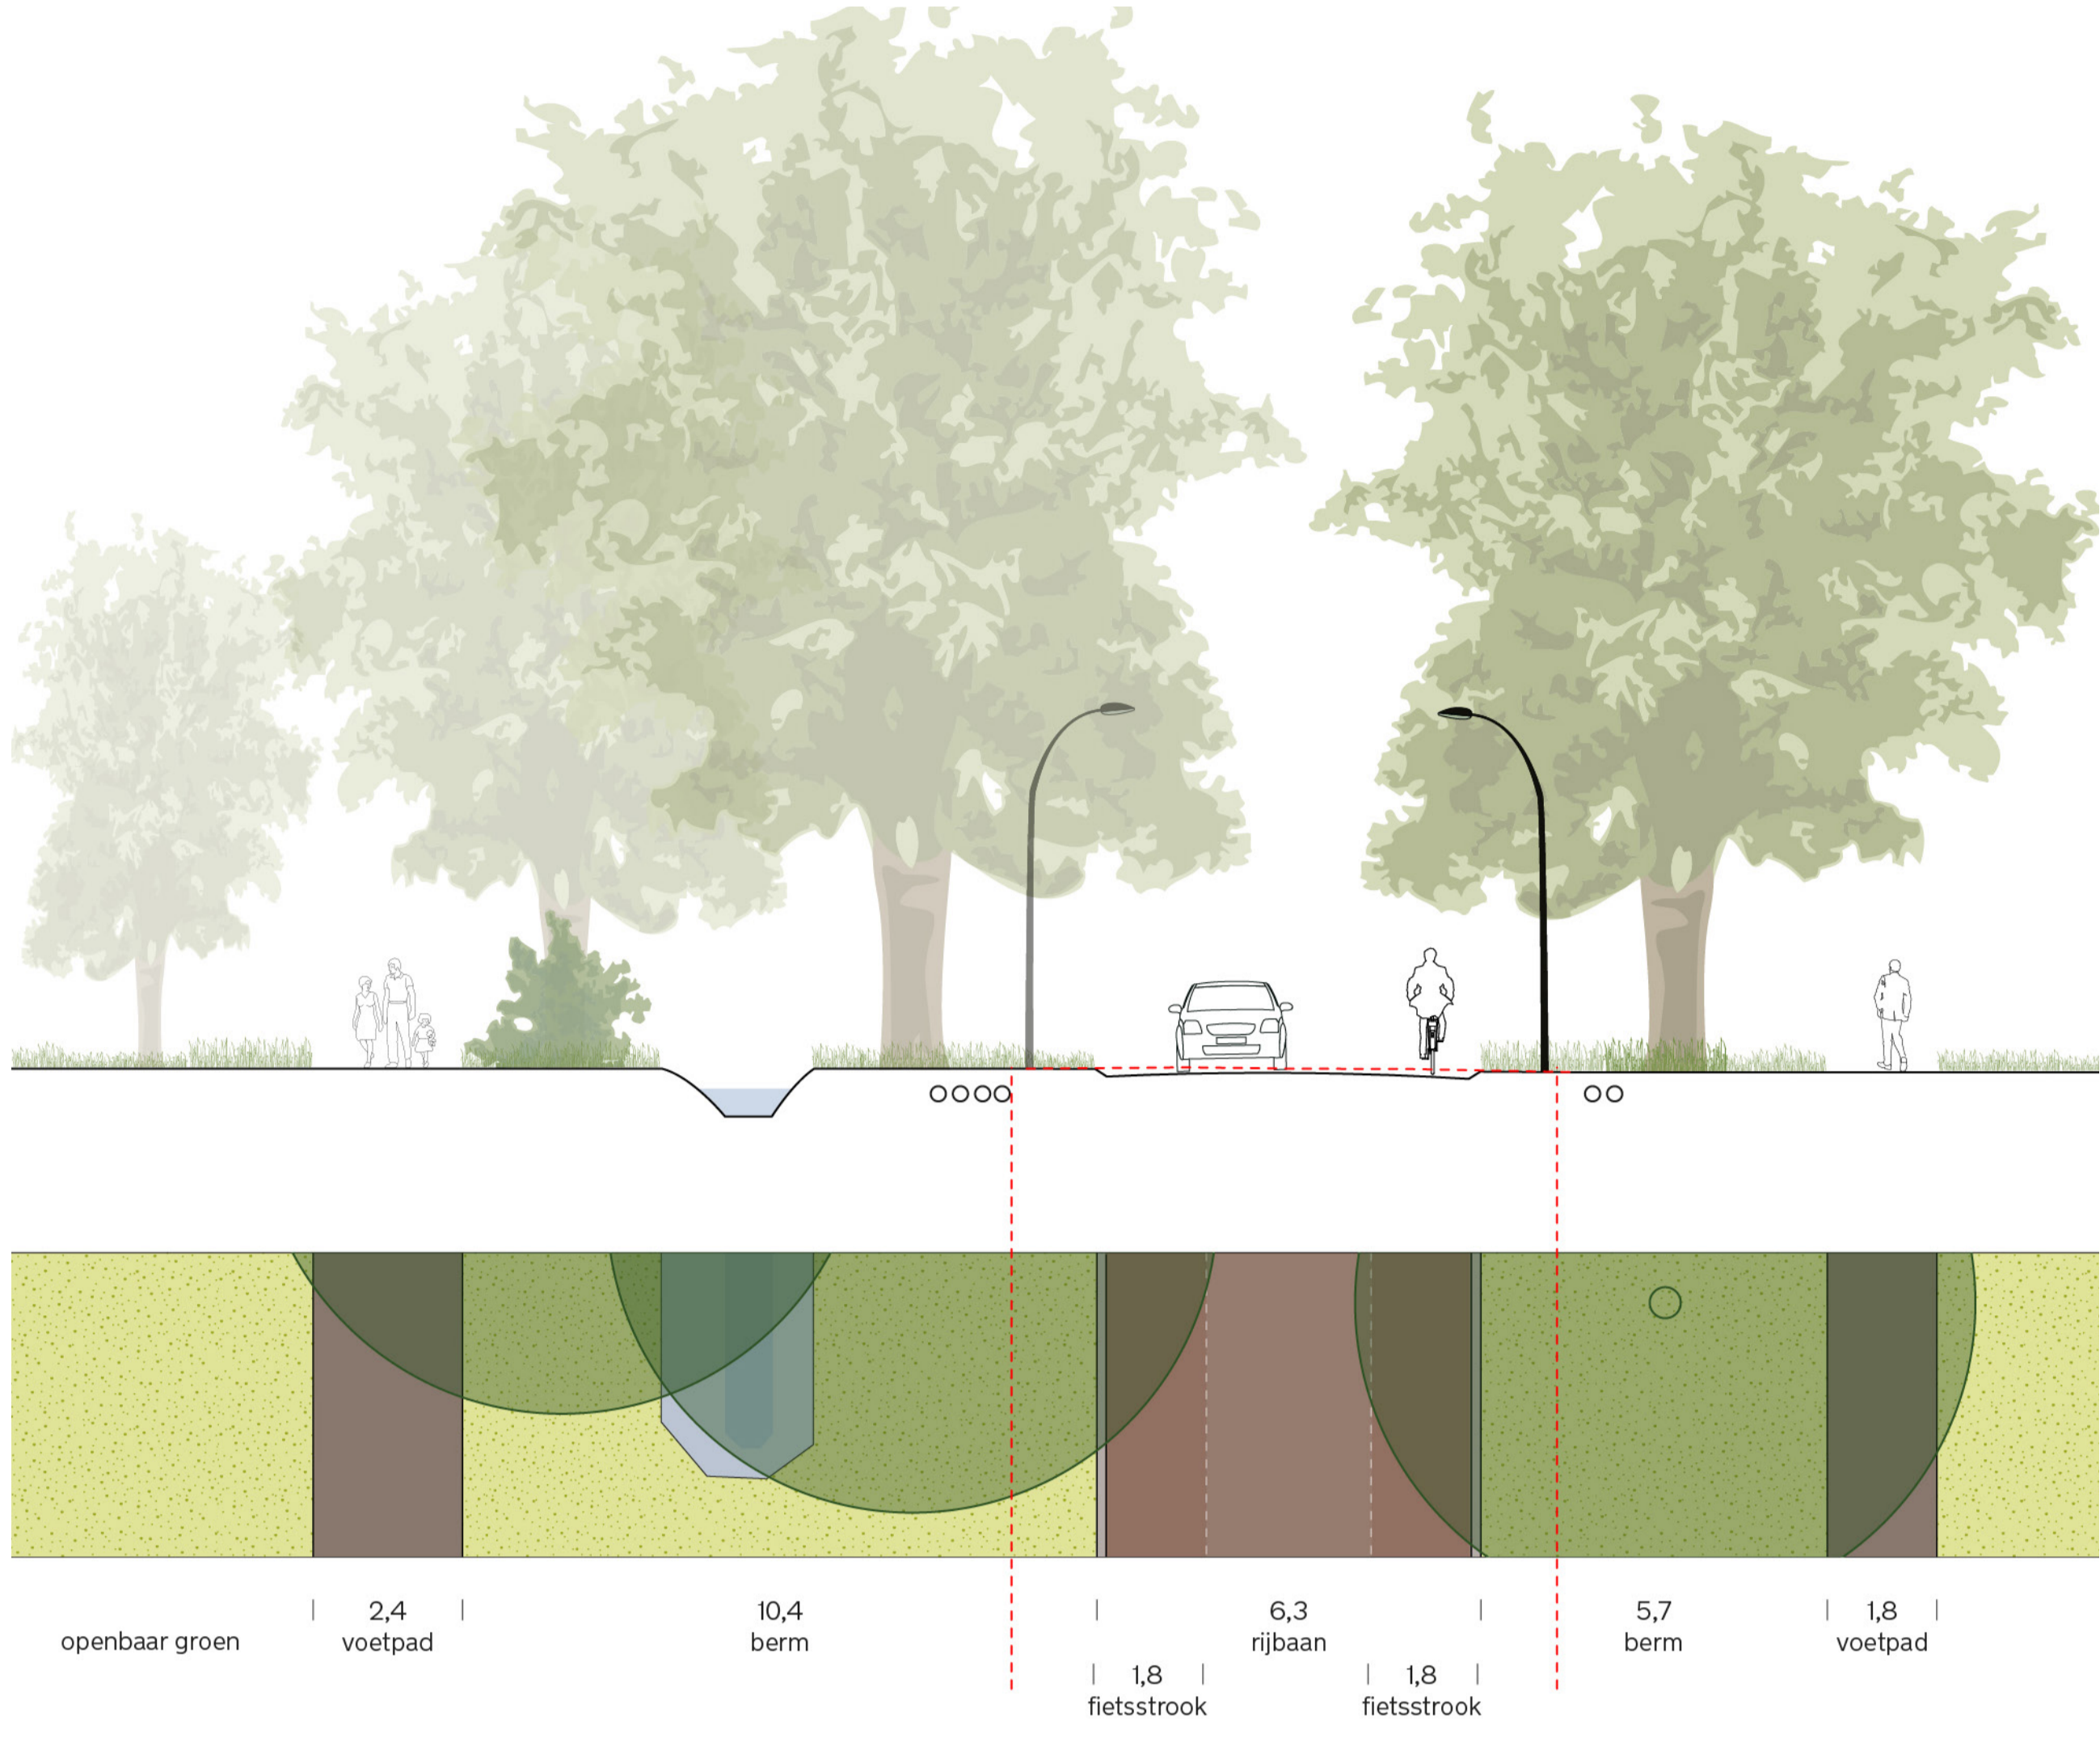 2,4
10,4
6,3
5,7
1,8
openbaar groen
voetpad
berm
rijbaan
berm
voetpad
1,8
1,8
fietsstrook
fietsstrook